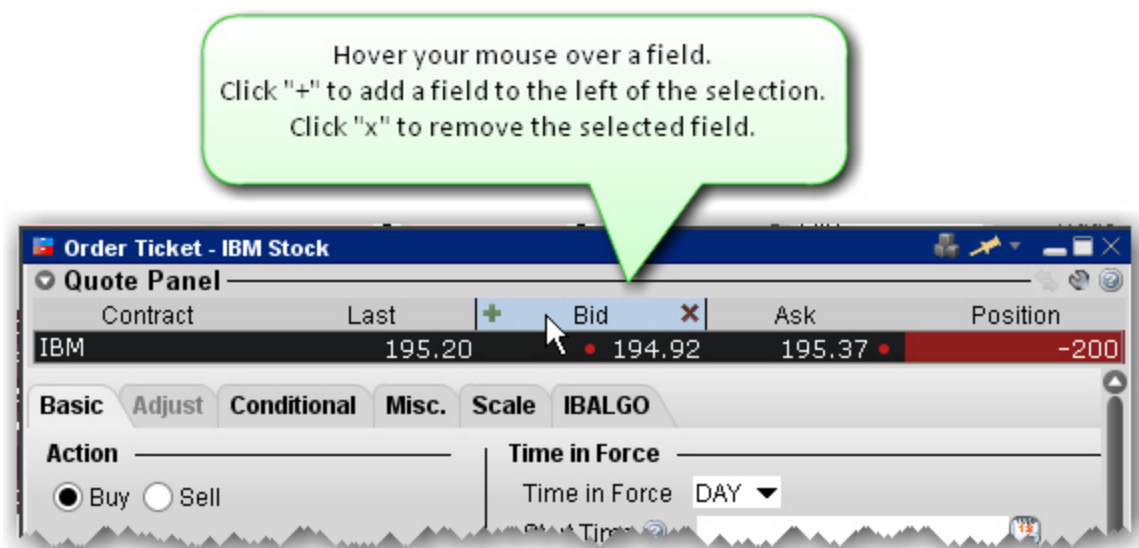 Hover your mouse over a field.
Click "+" to add a field to the left of the selection.
Click "x" to remove the selected field.
Order Ticket - IBM Stock
Quote Panel
Contract Last Bid Ask Position
IBM 195.20 194.92 195.37 -200
Basic Adjust Conditional Misc. Scale IBALGO
Action Time in Force
Buy Sell Time in Force DAY